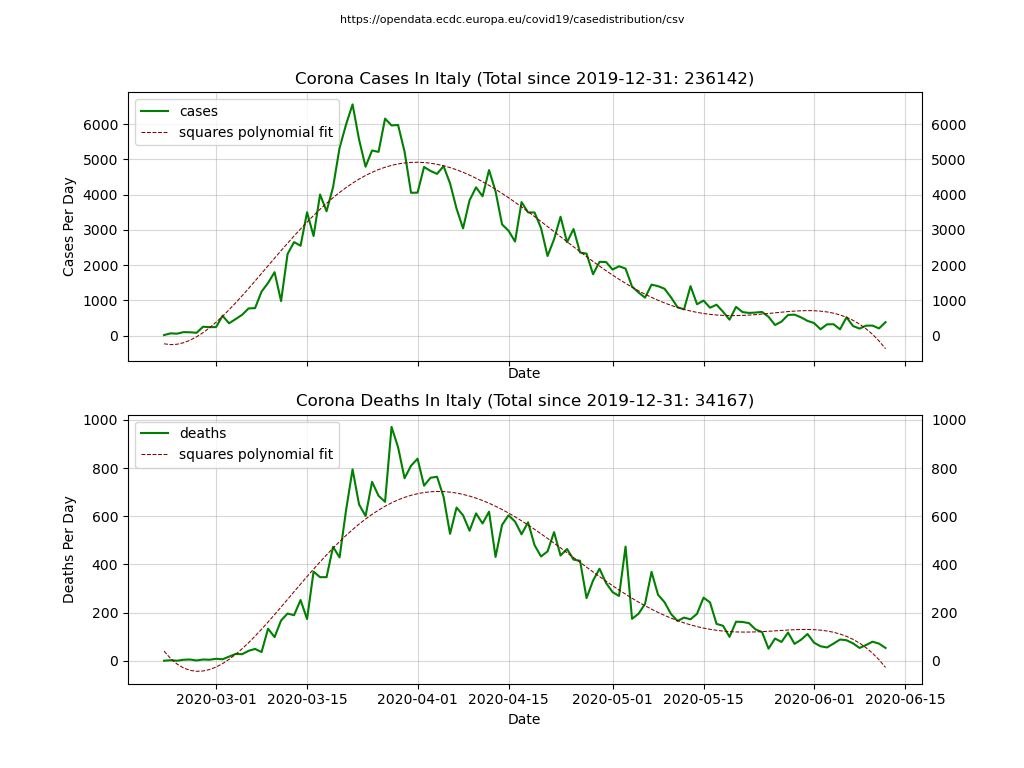 https://opendata.ecdc.europa.eu/covid19/casedistribution/csv
Corona Cases In Italy (Total since 2019-12-31: 236142)
cases
squares polynomial fit
Cases Per Day
6000
5000
4000
3000
2000
1000
0
6000
5000
4000
3000
2000
1000
0
Date
Corona Deaths In Italy (Total since 2019-12-31: 34167)
deaths
squares polynomial fit
Deaths Per Day
1000
800
600
400
200
0
1000
800
600
400
200
0
2020-03-01 2020-03-15 2020-04-01 2020-04-15 2020-05-01 2020-05-15 2020-06-01 2020-06-15
Date